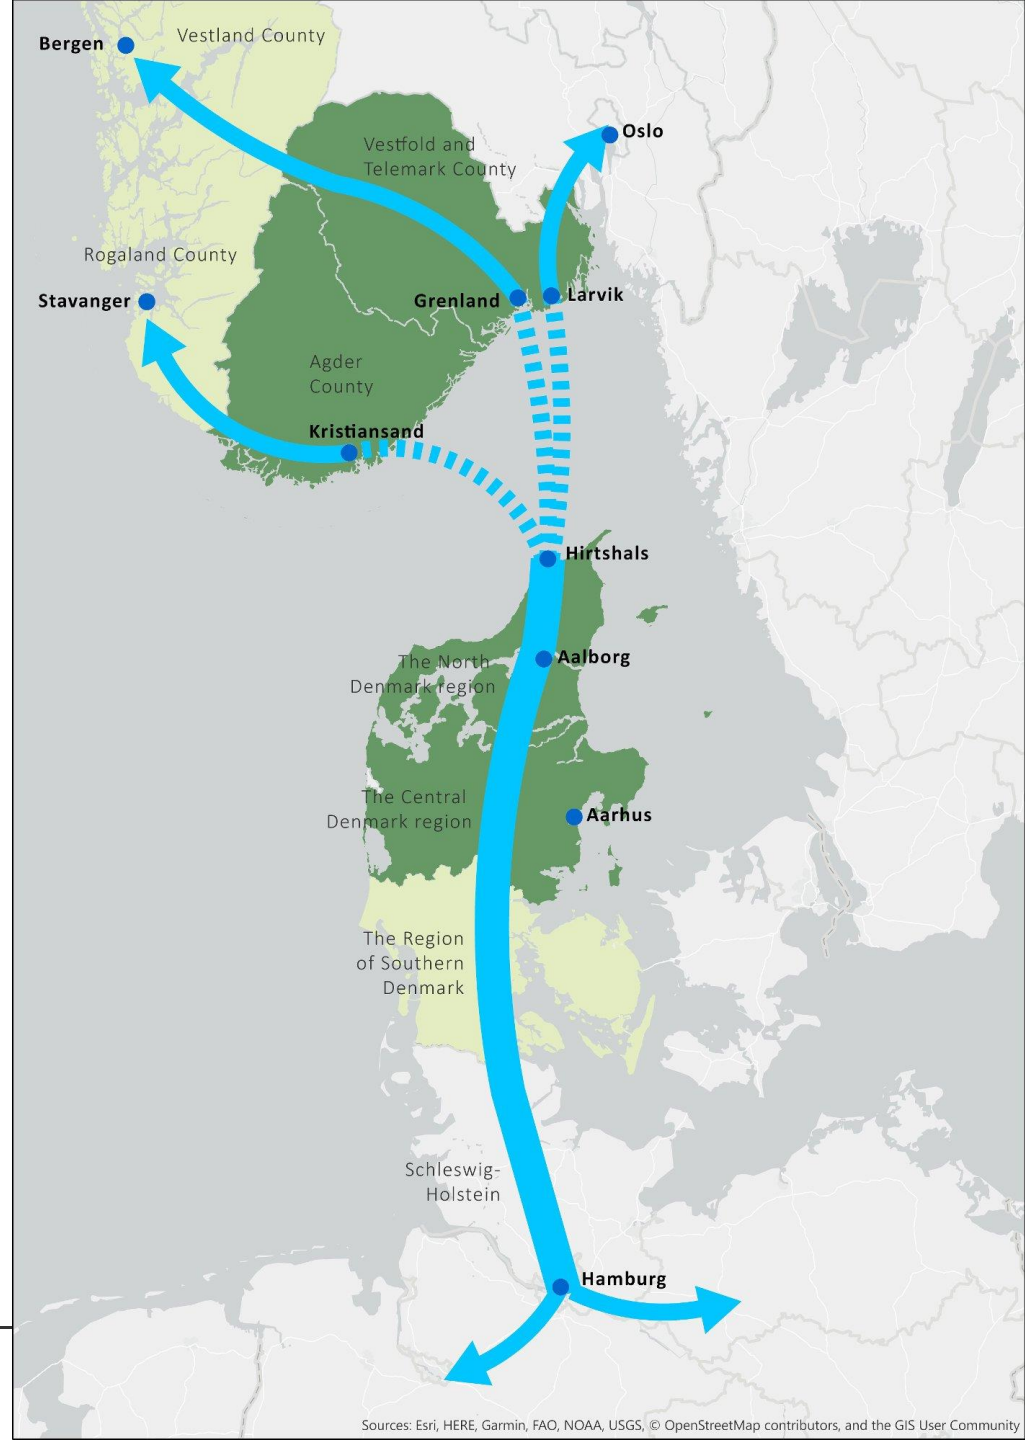 Vestland County
Bergen
Oslo
Vestfold and
Telemark County
Rogaland County
Stavanger
Grenland
Larvik
Agder
County
Kristiansand
Hirtshals
Aalborg
The North
Denmark region
The Central
Denmark region
Aarhus
The Region
of Southern
Denmark
Schleswig-
Holstein
Hamburg
Sources: Esri, HERE, Garmin, FAO, NOAA, USGS, © OpenStreetMap contributors, and the GIS User Community